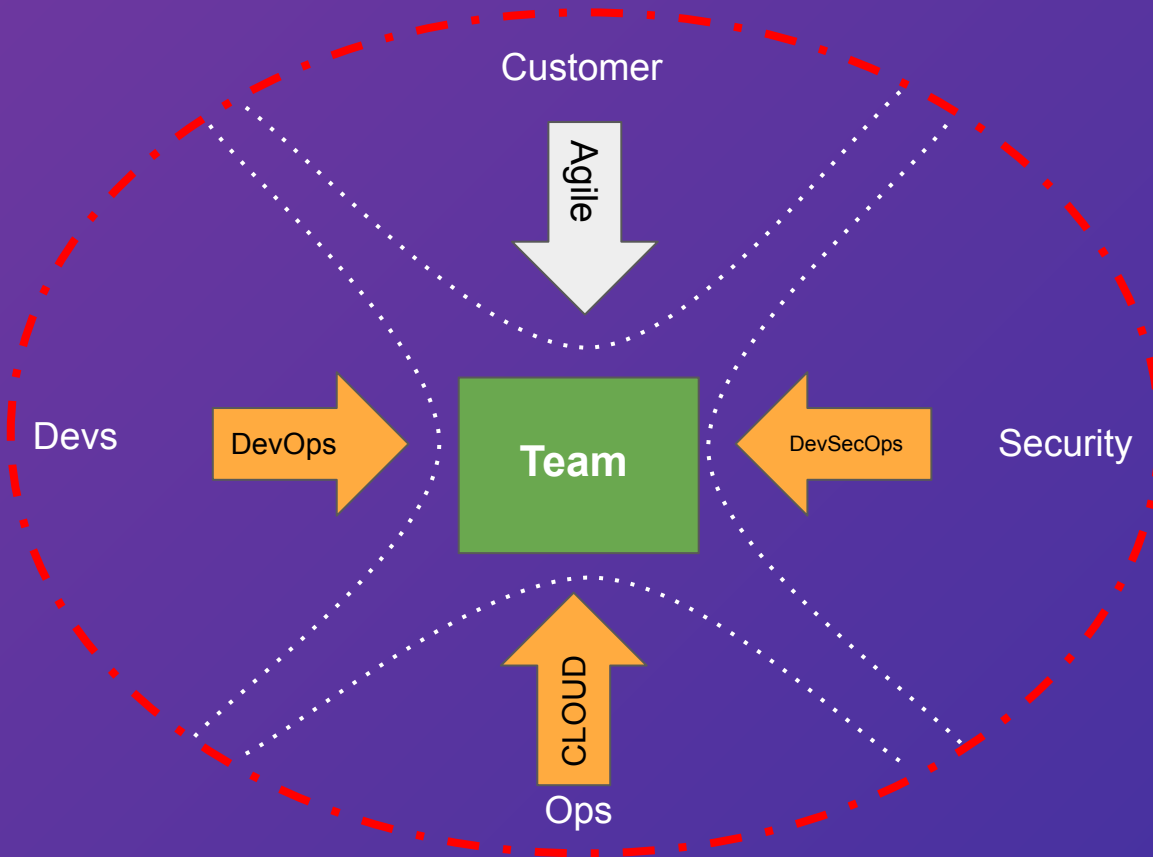 Customer
Agile
Devs
DevOps
Team
DevSecOps
Security
CLOUD
Ops